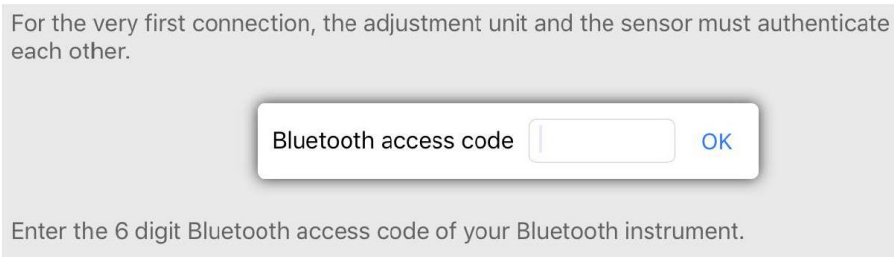 For the very first connection, the adjustment unit and the sensor must authenticate
each other.
Bluetooth access code OK
Enter the 6 digit Bluetooth access code of your Bluetooth instrument.